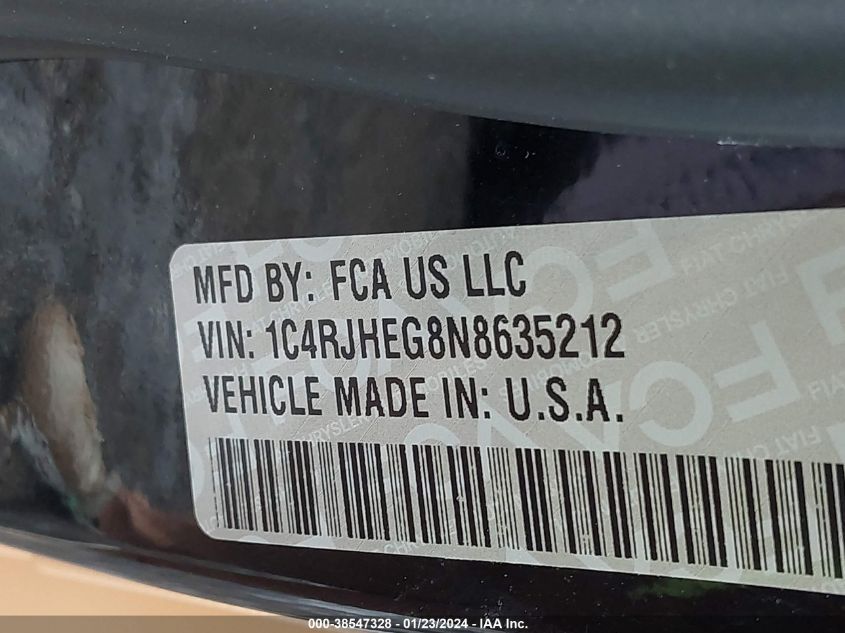 MFD BY: FCA US LLC
VIN: 1C4RJHEG8N8635212
VEHICLE MADE IN: U.S.A.
000-38547328 - 01/23/2024 - IAA Inc.